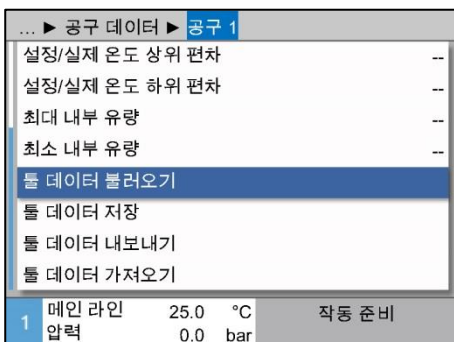 ... ► 공구 데이터 ► 공구 1
설정/실제 온도 상위 편차 --
설정/실제 온도 하위 편차 --
최대 내부 유량 --
최소 내부 유량 --
툴 데이터 불러오기
툴 데이터 저장
툴 데이터 내보내기
툴 데이터 가져오기
1 메인 라인 25.0 °C 작동 준비
압력 0.0 bar